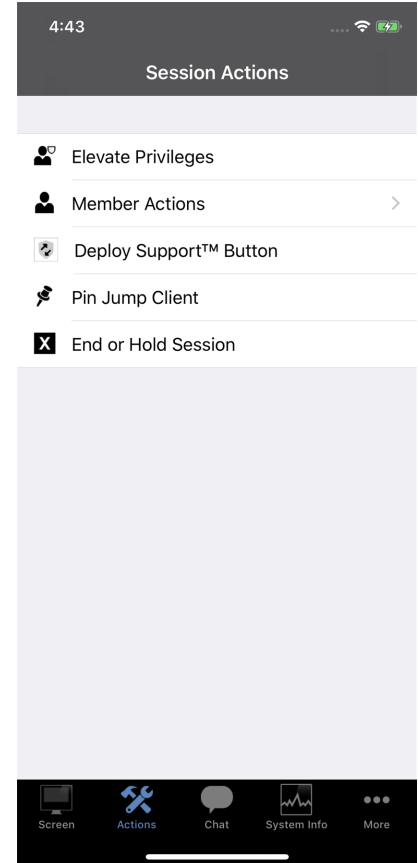 4:43
Session Actions
Elevate Privileges
Member Actions
Deploy Support™ Button
Pin Jump Client
X End or Hold Session
Screen Actions Chat System Info More